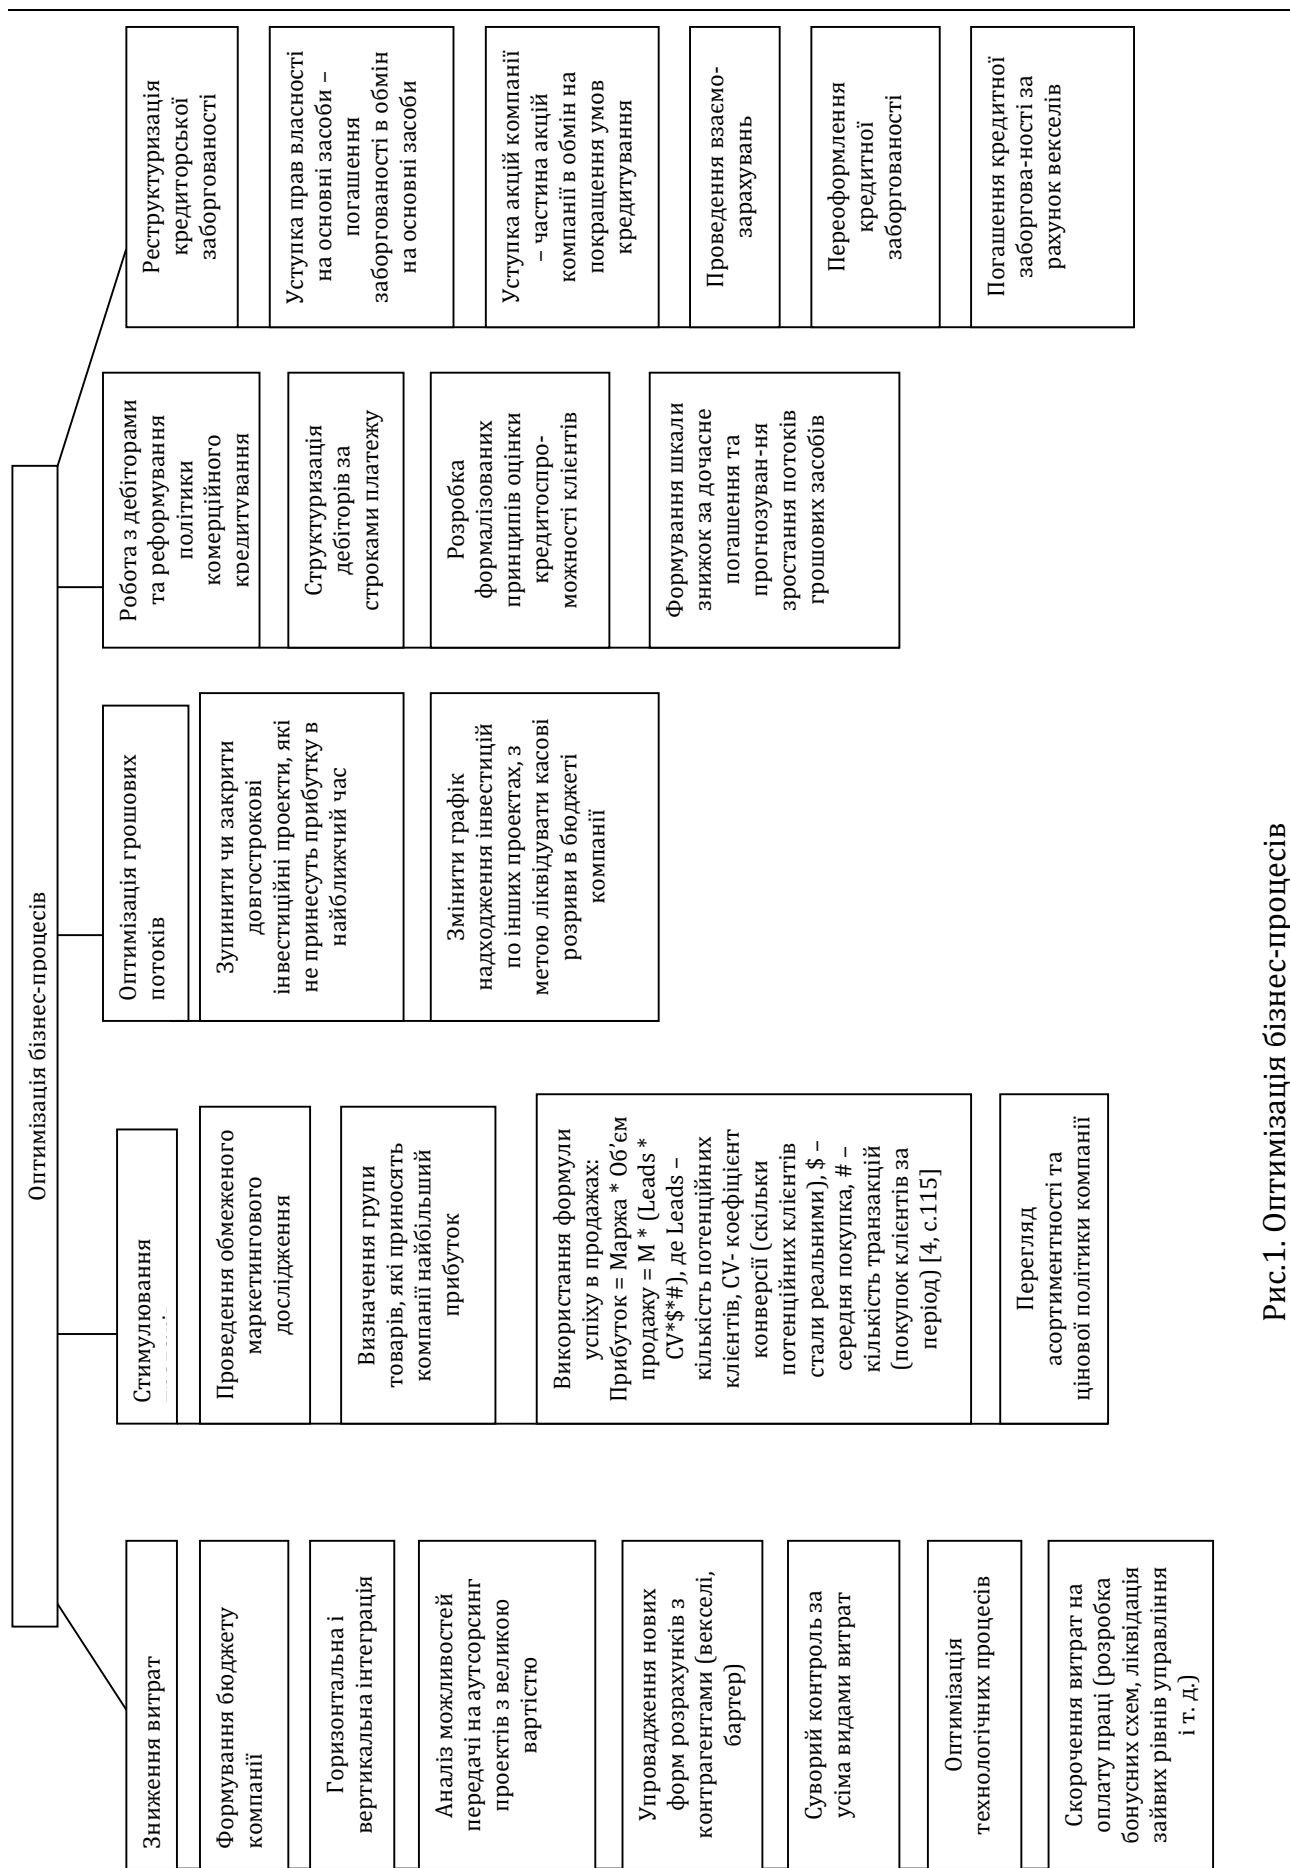 Оптимізація бізнес-процесів
Зниження витрат
Формування бюджету
компанії
Горизонтальна і
вертикальна інтеграція
Аналіз можливостей
передачі на аутсорсинг
проектів з великою
вартістю
Упровадження нових
форм розрахунків з
контрагентами (векселі,
бартер)
Суворий контроль за
усіма видами витрат
Оптимізація
технологічних процесів
Скорочення витрат на
оплату праці (розробка
бонусних схем, ліквідація
зайвих рівнів управління
і т. д.)
Стимулювання
Проведення обмеженого
маркетингового
дослідження
Визначення групи
товарів, які приносять
компанії найбільший
прибуток
Використання формули
успіху в продажах:
Прибуток = Маржа * Об’єм
продажу = M * (Leads *
CV*$*#), де Leads –
кількість потенційних
клієнтів, CV- коефіцієнт
конверсії (скільки
потенційних клієнтів
стали реальними), $ –
середня покупка, # –
кількість транзакцій
(покупок клієнтів за
період) [4, с.115]
Перегляд
асортиментності та
цінової політики компанії
Оптимізація грошових
потоків
Зупинити чи закрити
довгострокові
інвестиційні проекти, які
не принесуть прибутку в
найближчий час
Змінити графік
надходження інвестицій
по інших проектах, з
метою ліквідувати касові
розриви в бюджеті
компанії
Робота з дебіторами
та реформування
політики
комерційного
кредитування
Структуризація
дебіторів за
строками платежу
Розробка
формалізованих
принципів оцінки
кредитоспро-
можності клієнтів
Формування шкали
знижок за дочасне
погашення та
прогнозуван-ня
зростання потоків
грошових засобів
Реструктуризація
кредиторської
заборгованості
Уступка прав власності
на основні засоби –
погашення
заборгованості в обмін
на основні засоби
Уступка акцій компанії
– частина акцій
компанії в обмін на
покращення умов
кредитування
Проведення взаємо-
зарахувань
Переоформлення
кредитної
заборгованості
Погашення кредитної
заборгова-ності за
рахунок векселів
Рис.1. Оптимізація бізнес-процесів